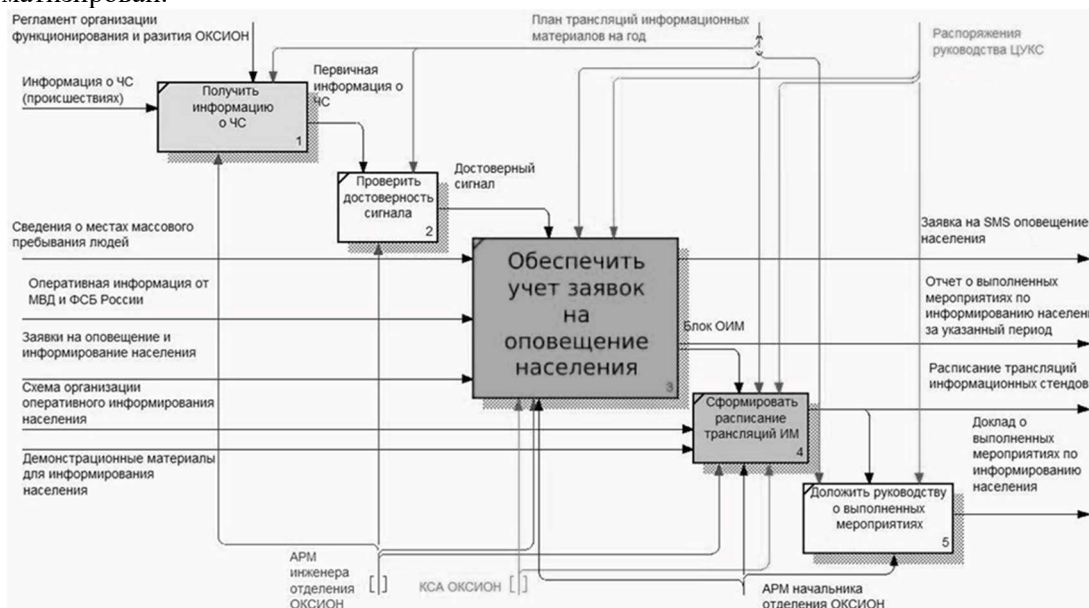 матизирован.
Регламент организации
функционирования и разития ОКСИОН
План трансляций информационных
материалов на год
Распоряжения
руководства ЦУКС
Информация о ЧС
(происшествиях)
Получить
информацию
о ЧС
1
Первичная
информация о
ЧС
Проверить
достоверность
сигнала
2
Достоверный
сигнал
Сведения о местах массового
пребывания людей
Оперативная информация от
МВД и ФСБ России
Заявки на оповещение и
информирование населения
Схема организации
оперативного информирования
населения
Демонстрационные материалы
для информирования
населения
Обеспечить
учет заявок
на
оповещение
населения
3
Блок ОИМ
Заявка на SMS оповещение
населения
Отчет о выполненных
мероприятиях по
информированию населени
за указанный период
Расписание трансляций
информационных стендов
Сформировать
расписание
трансляций ИМ
4
Доклад о
выполненных
мероприятиях по
информированию
населения
Доложить руководству
о выполненных
мероприятиях
5
АРМ
инженера
отделения
ОКСИОН
КСА ОКСИОН
АРМ начальника
отделения ОКСИОН